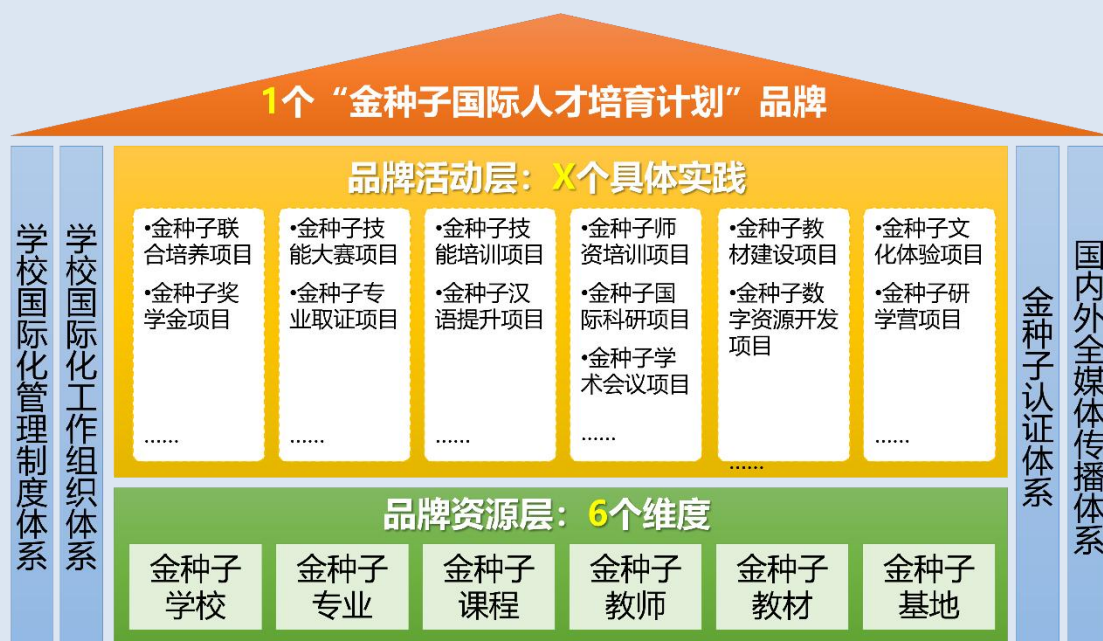 1个“金种子国际人才培育计划”品牌
学校国际化管理制度体系
学校国际化工作组织体系
品牌活动层：X个具体实践
•金种子联
合培养项目
•金种子奖
学金项目
......
•金种子技
能大赛项目
•金种子专
业取证项目
......
•金种子技
能培训项目
•金种子汉
语提升项目
......
•金种子师
资培训项目
•金种子国
际科研项目
•金种子学
术会议项目
......
•金种子教
材建设项目
•金种子数
字资源开发
项目
......
•金种子文
化体验项目
•金种子研
学营项目
......
品牌资源层：6个维度
金种子
学校
金种子
专业
金种子
课程
金种子
教师
金种子
教材
金种子
基地
金种子认证体系
国内外全媒体传播体系